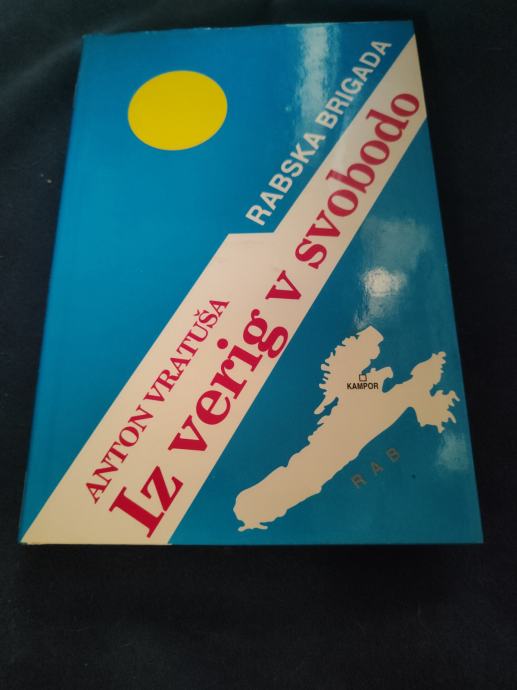 RABSKA BRIGADA
ANTON VRATUŠA
Iz verig v svobodo
KAMPOR
RAB